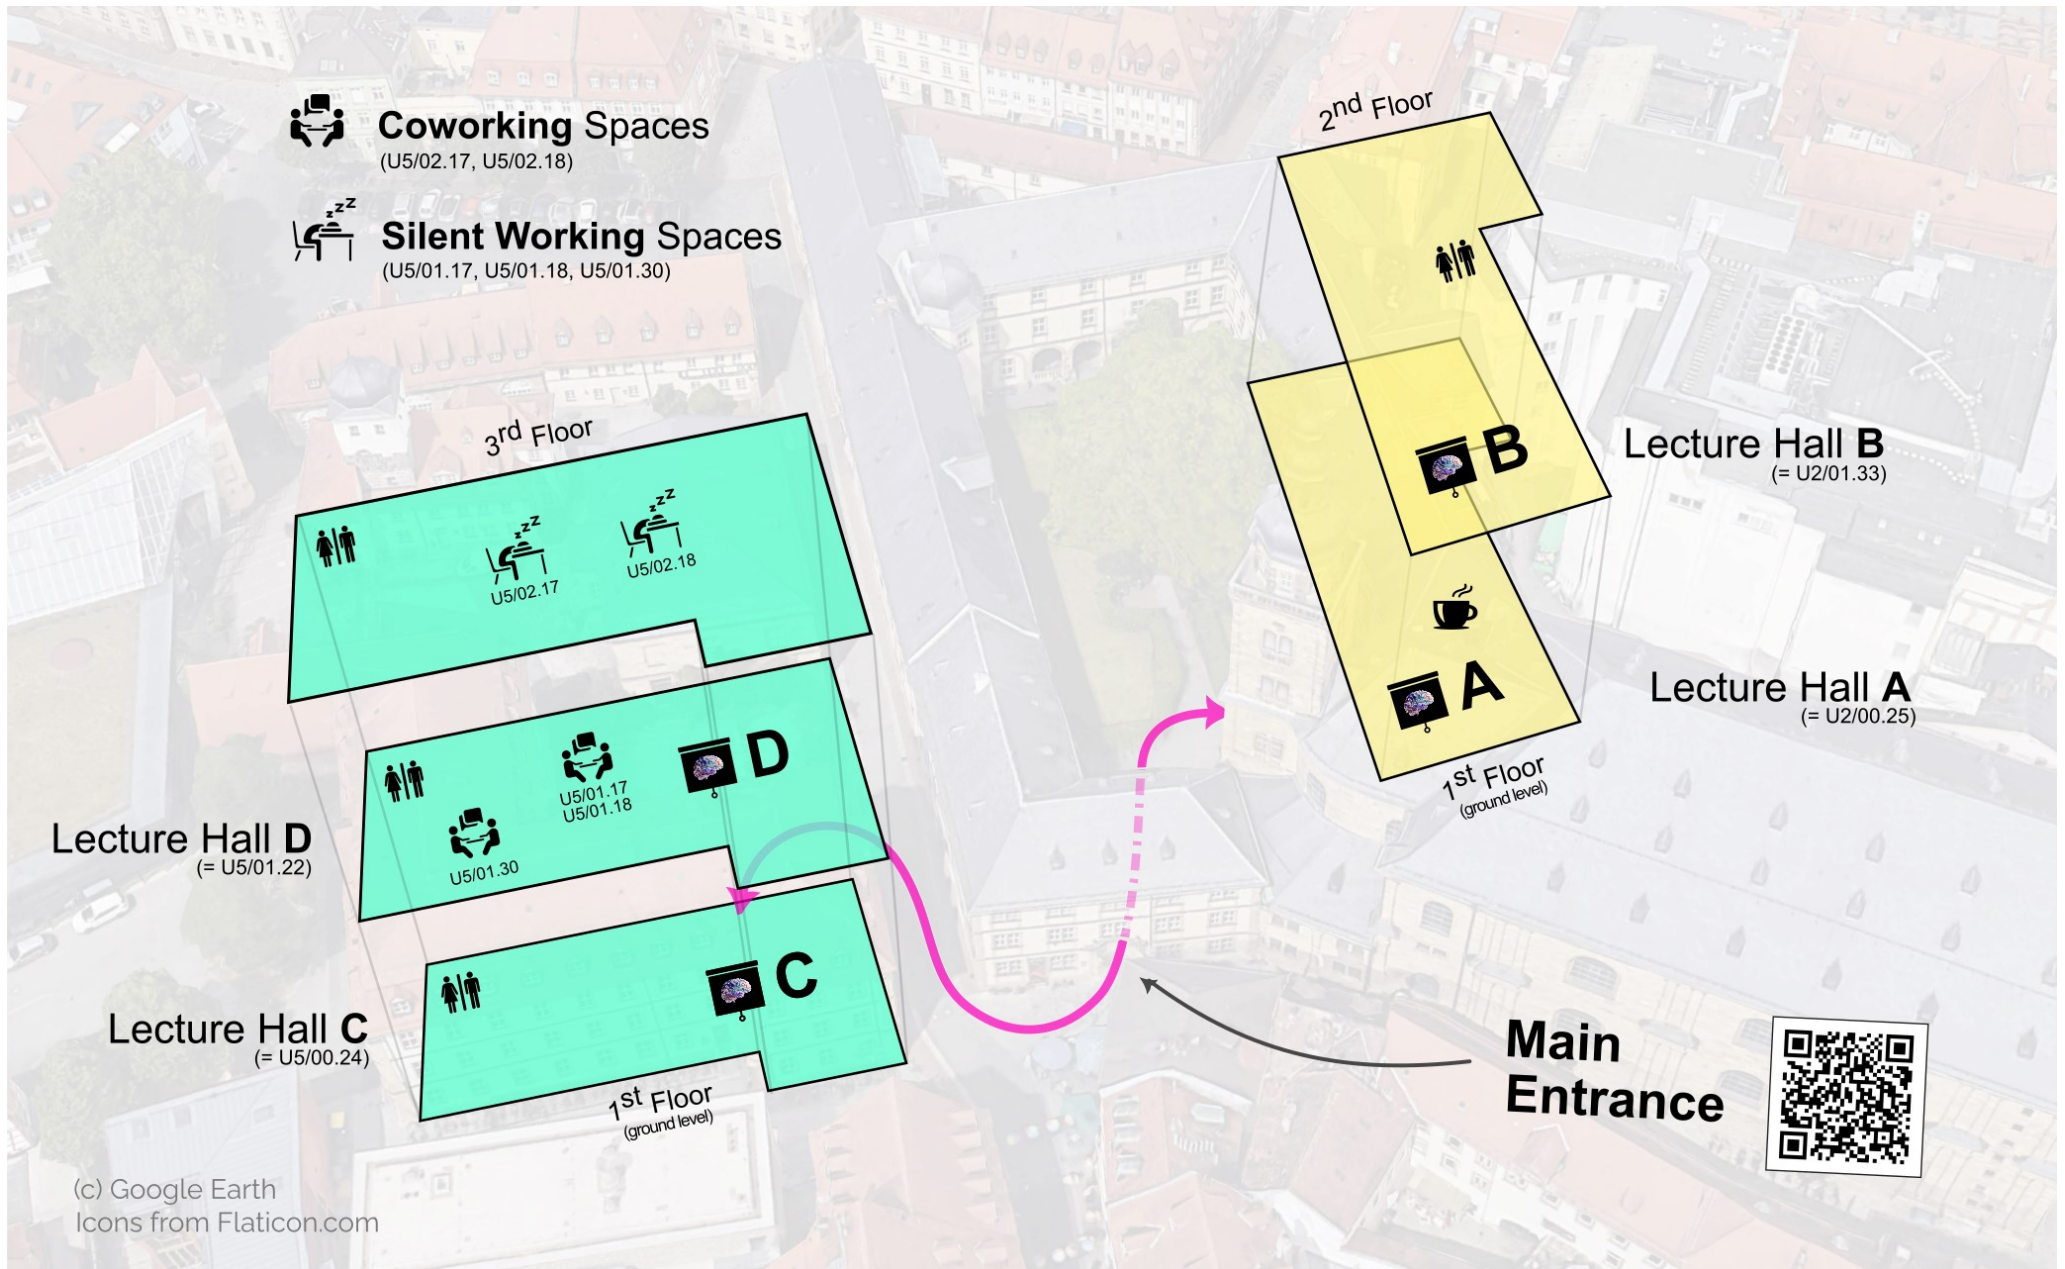 Coworking Spaces
(U5/02.17, U5/02.18)
zzZ
Silent Working Spaces
(U5/01.17, U5/01.18, U5/01.30)
2nd Floor
B
Lecture Hall B
(= U2/01.33)
A
Lecture Hall A
(= U2/00.25)
1st Floor
(ground level)
3rd Floor
zzZ
U5/02.17
zzZ
U5/02.18
D
U5/01.17
U5/01.18
U5/01.30
Lecture Hall D
(= U5/01.22)
C
Lecture Hall C
(= U5/00.24)
1st Floor
(ground level)
Main
Entrance
(c) Google Earth
Icons from Flaticon.com